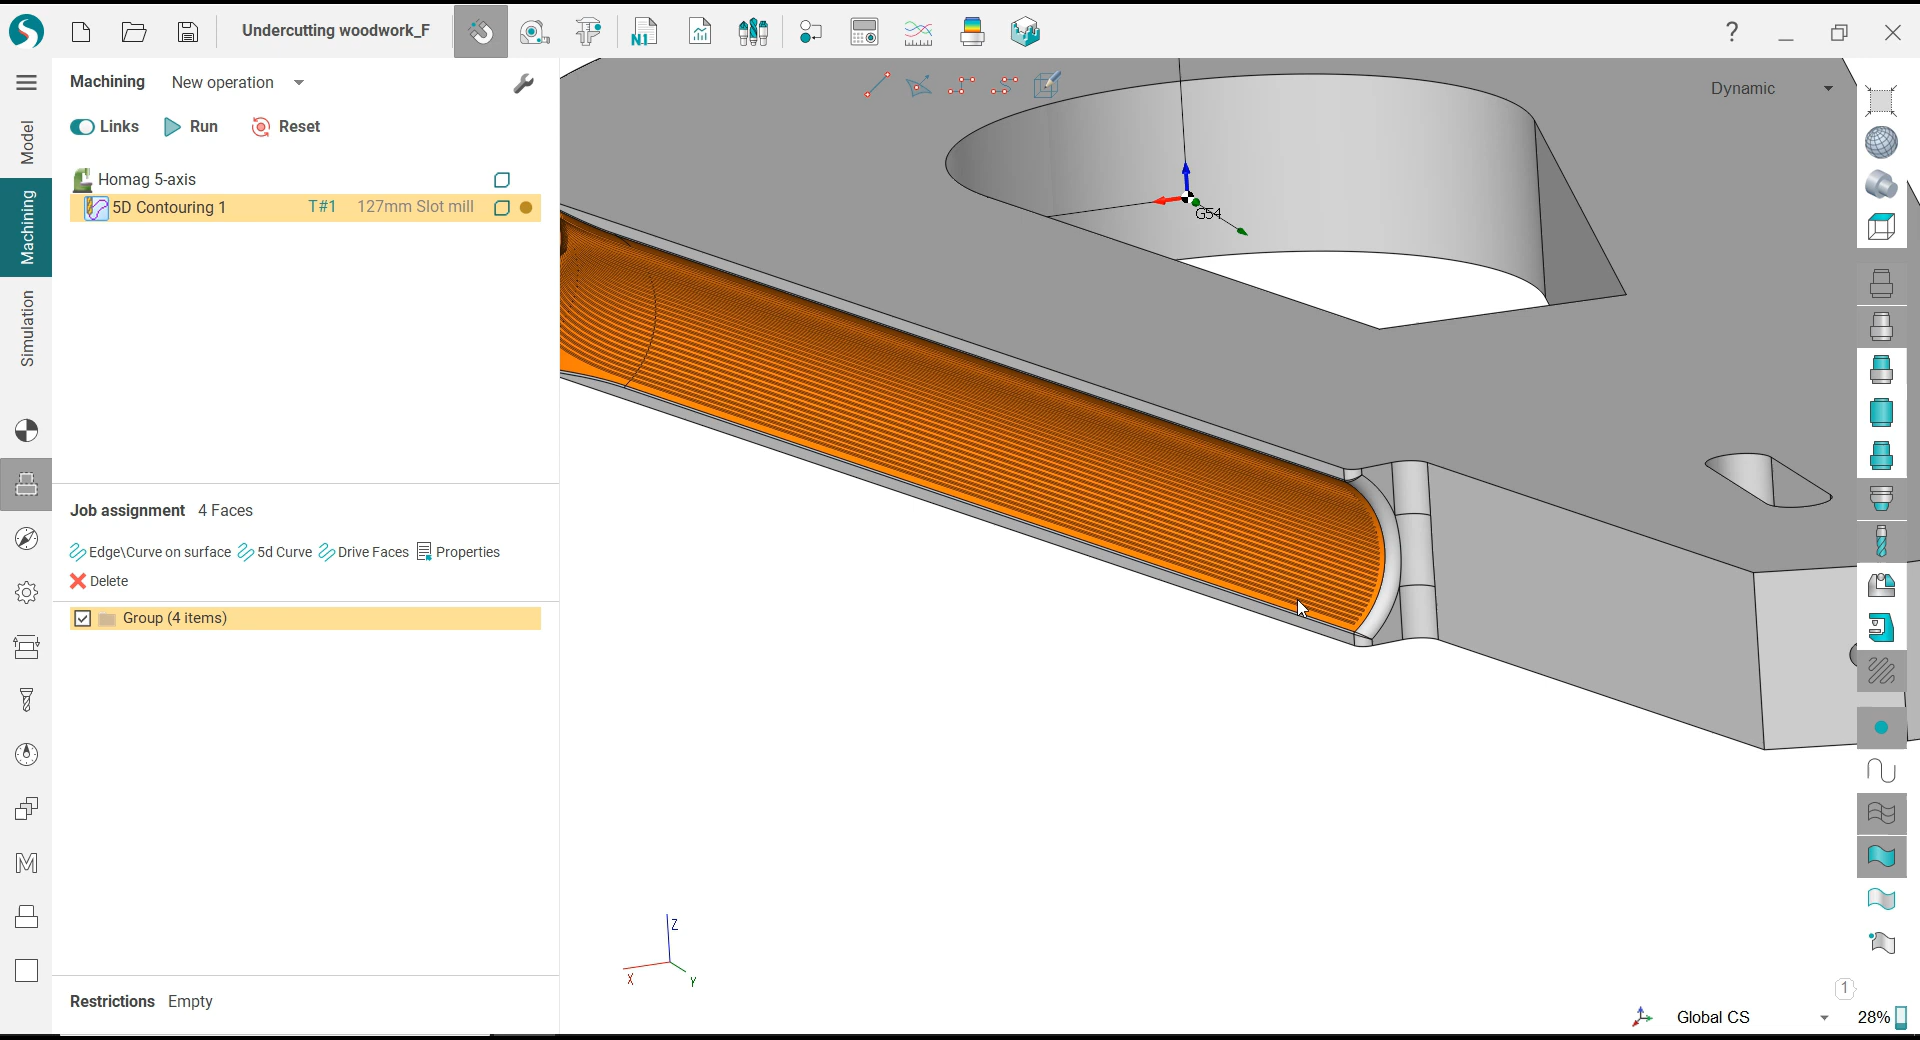 Undercutting woodwork_F
N1
?
Machining New operation
Dynamic
Links Run Reset
Model
Homag 5-axis
5D Contouring 1 T#1 127mm Slot mill
G54
Machining
Simulation
Job assignment 4 Faces
Edge\Curve on surface 5d Curve Drive Faces Properties
Delete
Group (4 items)
M
Z
X
Y
Restrictions Empty
1
Global CS 28%